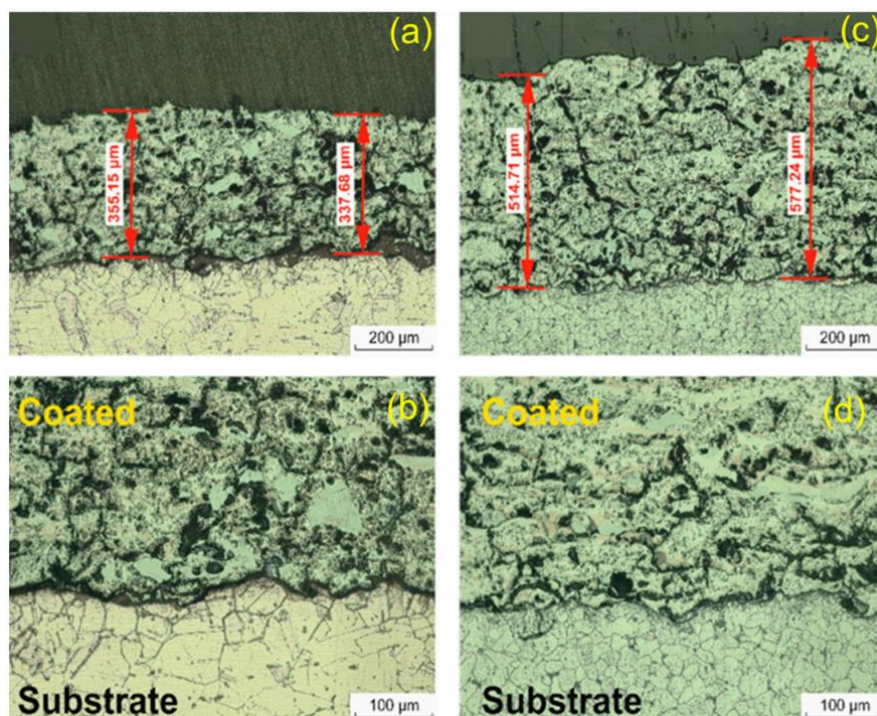 (a)
355.15 µm
337.68 µm
200 µm
(c)
514.71 µm
577.24 µm
200 µm
Coated
(b)
Substrate
100 µm
Coated
(d)
Substrate
100 µm